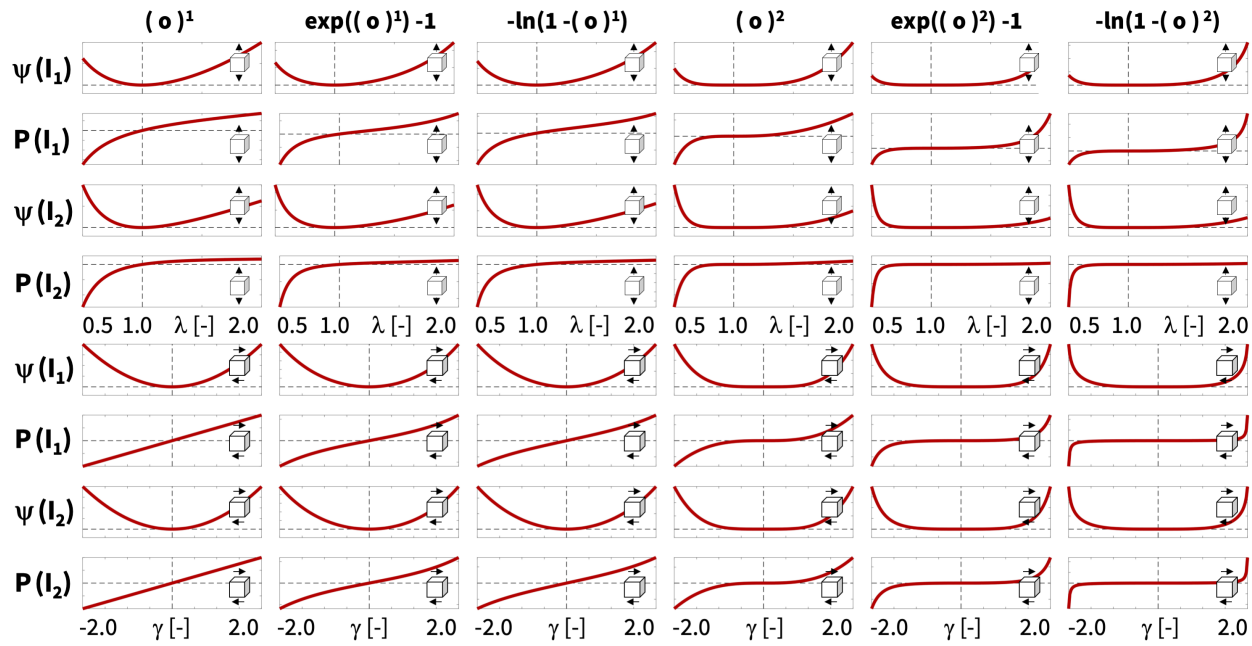 ( o )¹ exp(( o )¹) -1 -ln(1 -( o )¹) ( o )² exp(( o )²) -1 -ln(1 -( o )²)
ψ (I₁)
P (I₁)
ψ (I₂)
P (I₂)
0.5 1.0 λ [-] 2.0 0.5 1.0 λ [-] 2.0 0.5 1.0 λ [-] 2.0 0.5 1.0 λ [-] 2.0 0.5 1.0 λ [-] 2.0 0.5 1.0 λ [-] 2.0
ψ (I₁)
P (I₁)
ψ (I₂)
P (I₂)
-2.0 γ [-] 2.0 -2.0 γ [-] 2.0 -2.0 γ [-] 2.0 -2.0 γ [-] 2.0 -2.0 γ [-] 2.0 -2.0 γ [-] 2.0